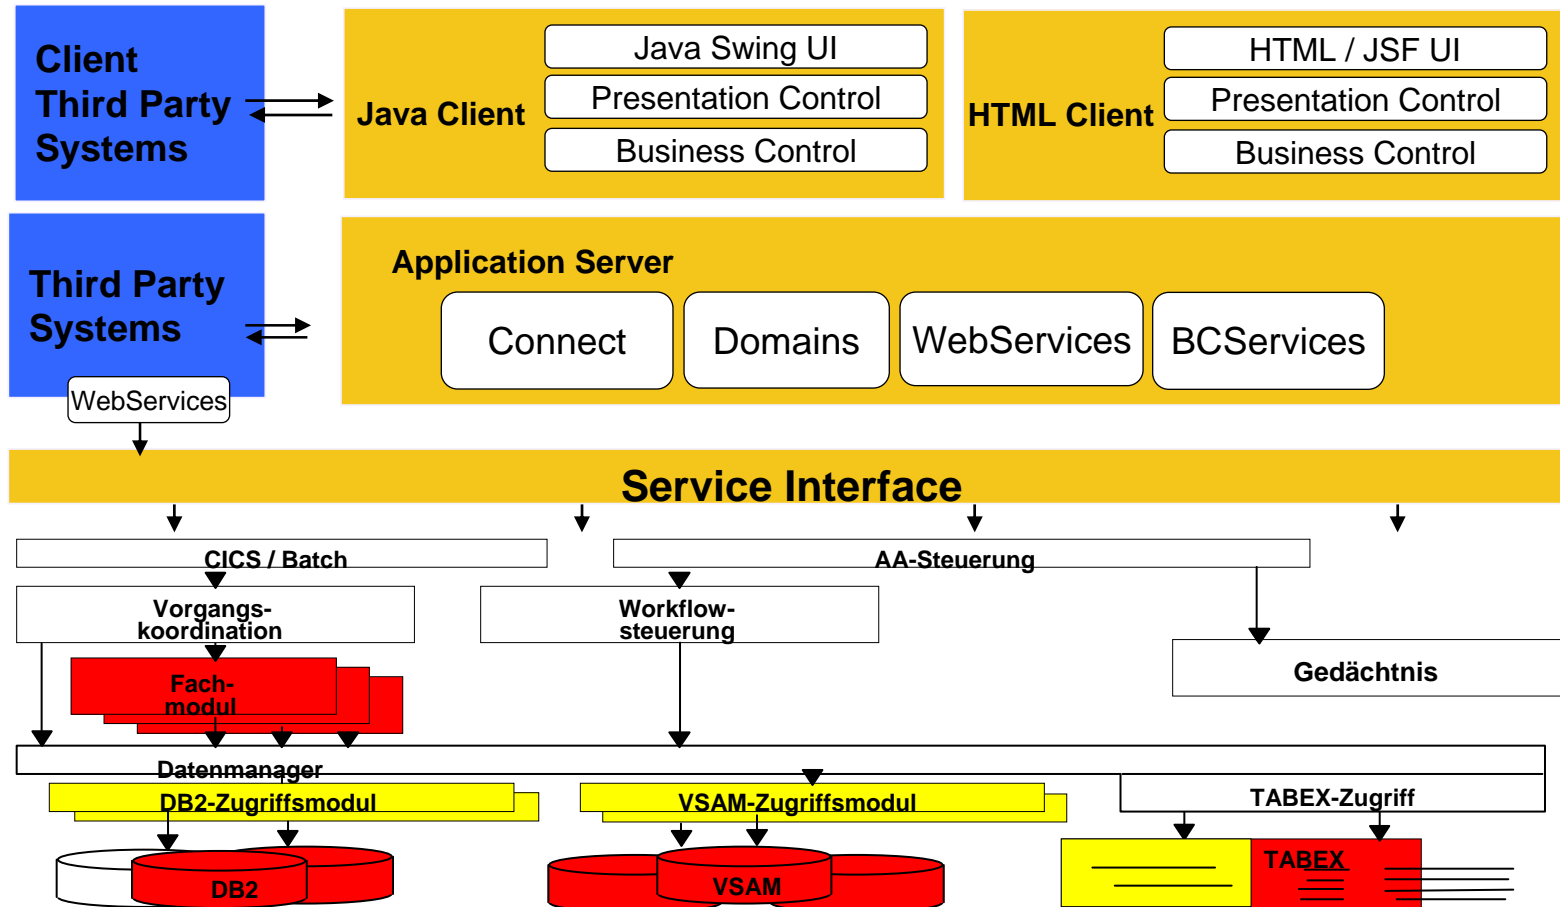 Client
Third Party
Systems
Java Client
Java Swing UI
Presentation Control
Business Control
HTML Client
HTML / JSF UI
Presentation Control
Business Control
Third Party
Systems
WebServices
Application Server
Connect
Domains
WebServices
BCServices
Service Interface
CICS / Batch
AA-Steuerung
Vorgangs-
koordination
Workflow-
steuerung
Gedächtnis
Fach-
modul
Datenmanager
DB2-Zugriffsmodul
VSAM-Zugriffsmodul
TABEX-Zugriff
DB2
VSAM
TABEX